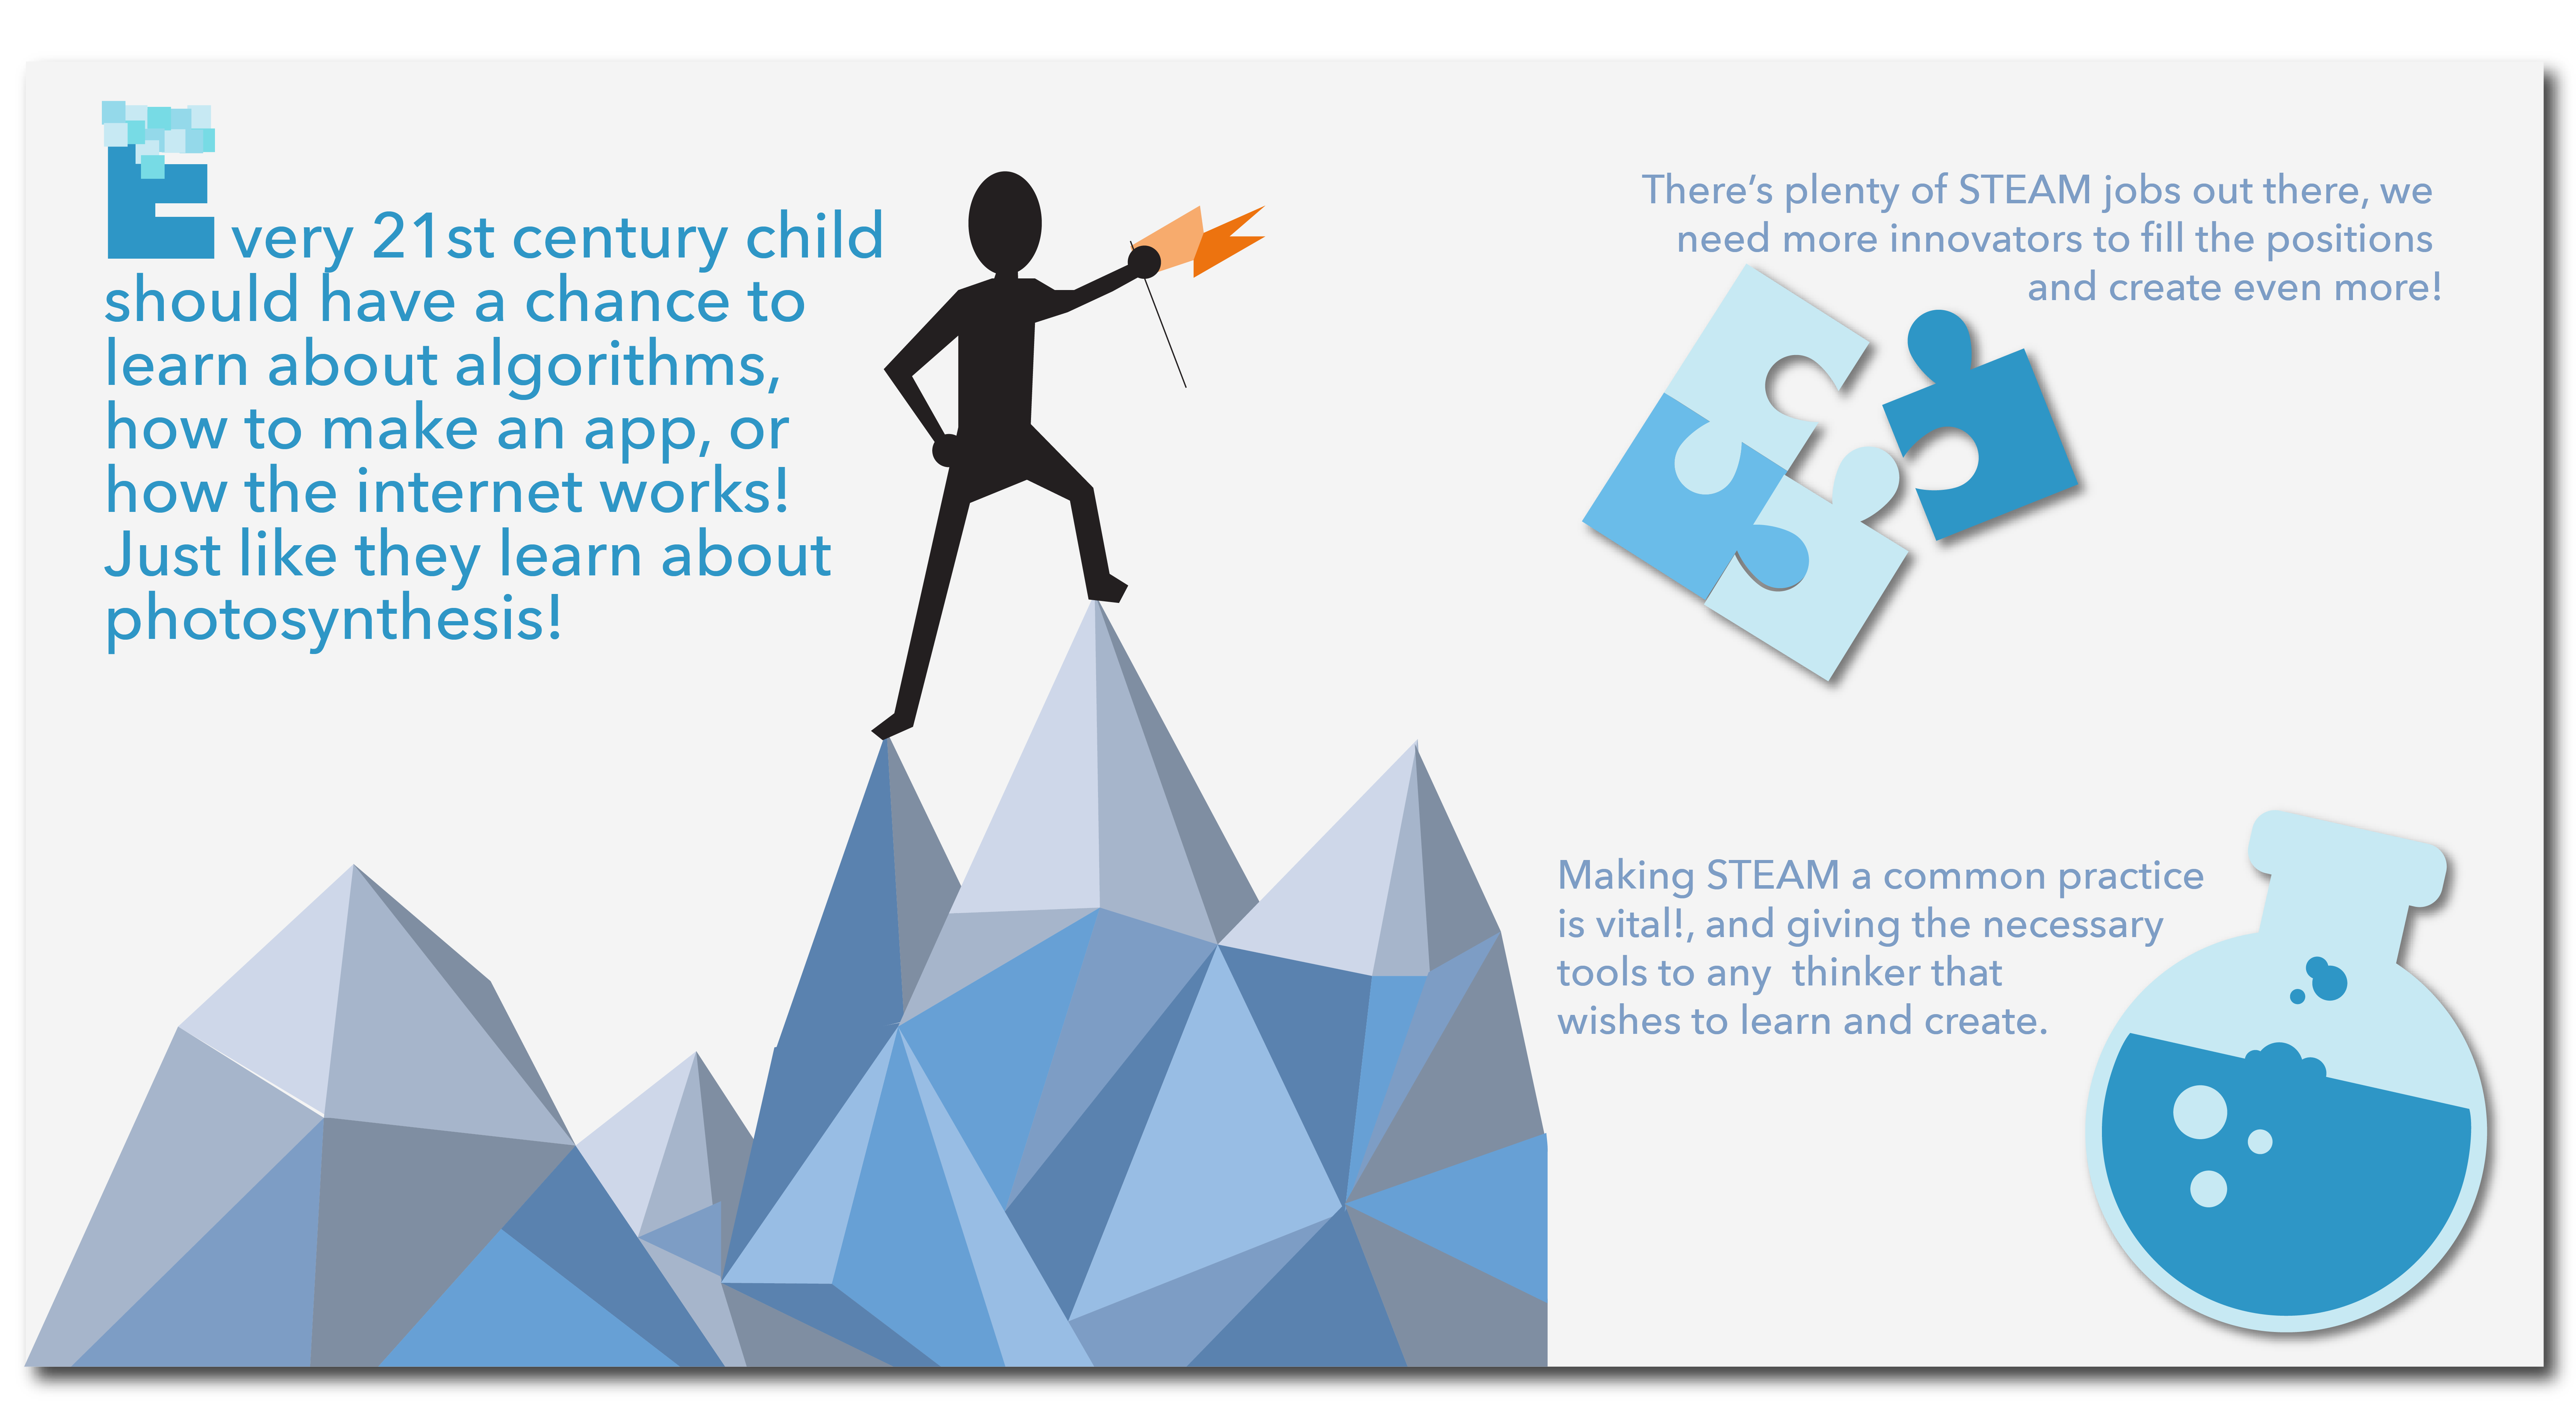 Every 21st century child
should have a chance to
learn about algorithms,
how to make an app, or
how the internet works!
Just like they learn about
photosynthesis!
There's plenty of STEAM jobs out there, we
need more innovators to fill the positions
and create even more!
Making STEAM a common practice
is vital!, and giving the necessary
tools to any  thinker that
wishes to learn and create.